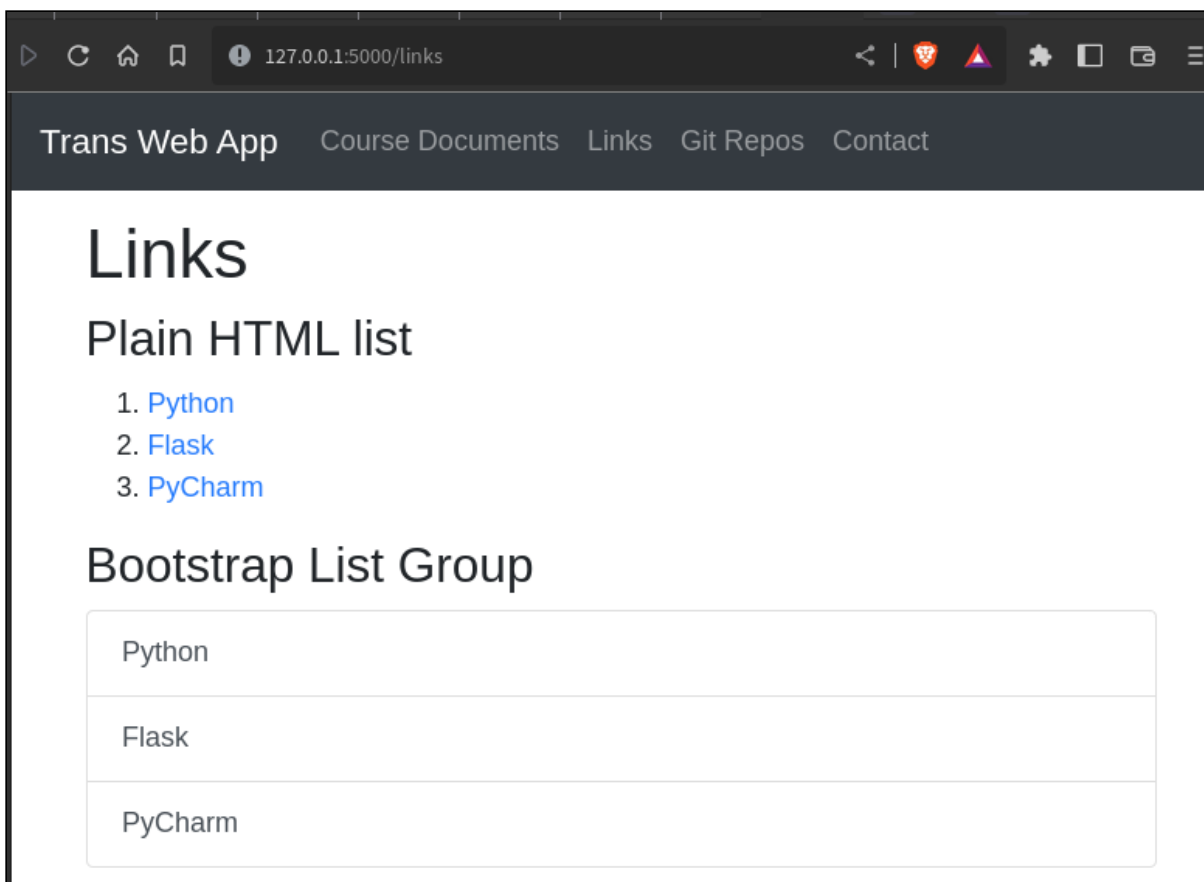 127.0.0.1:5000/links
Trans Web App Course Documents Links Git Repos Contact
Links
Plain HTML list
1. Python
2. Flask
3. PyCharm
Bootstrap List Group
Python
Flask
PyCharm